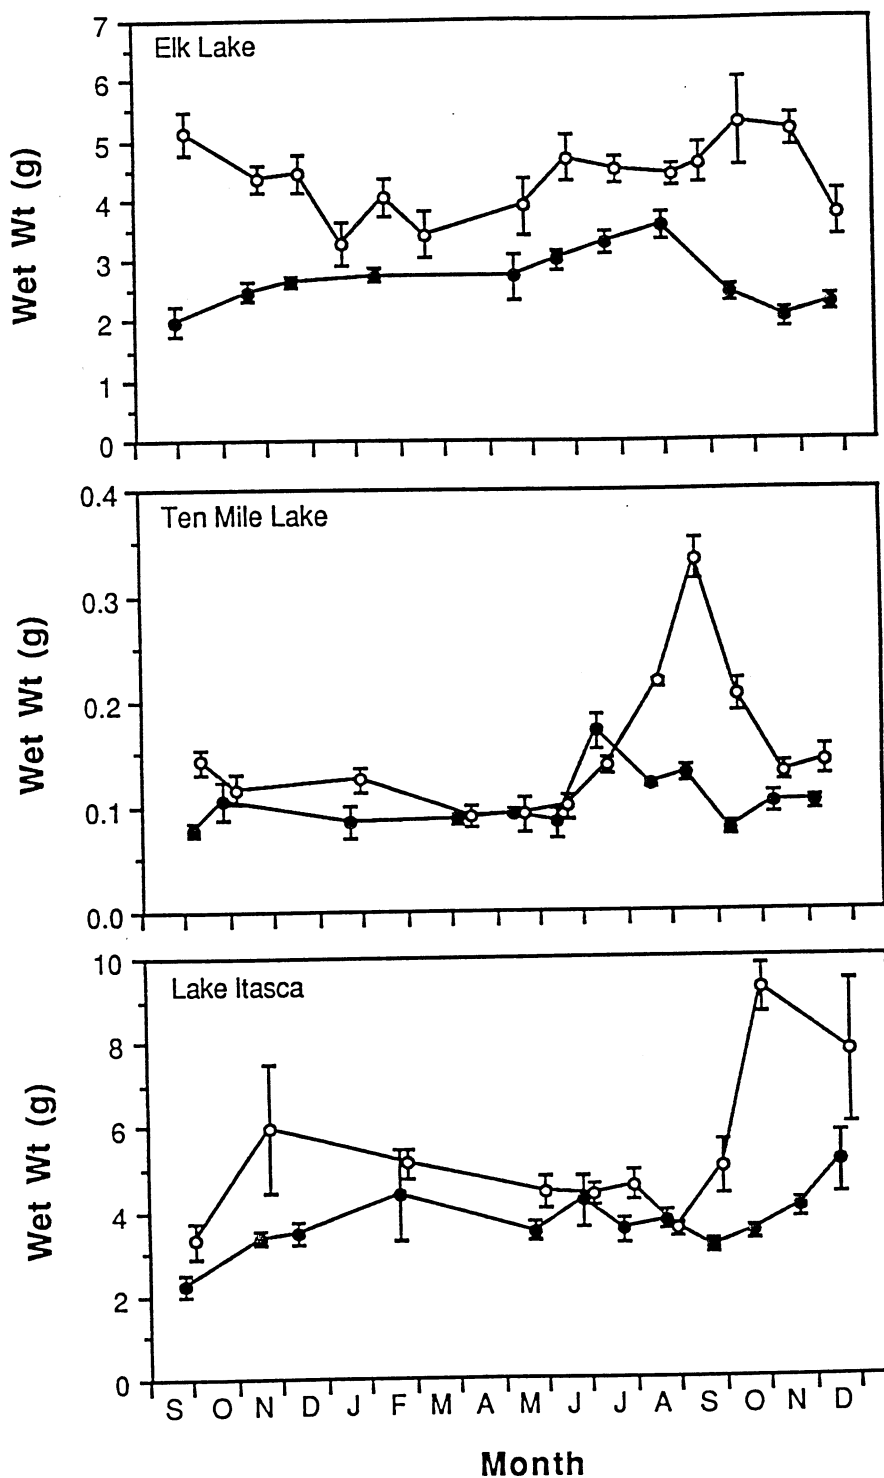 7
Elk Lake
6
5
4
3
2
1
0
Wet Wt (g)
0.4
Ten Mile Lake
0.3
0.2
0.1
0.0
Wet Wt (g)
10
Lake Itasca
8
6
4
2
0
Wet Wt (g)
S O N D J F M A M J J A S O N D
Month